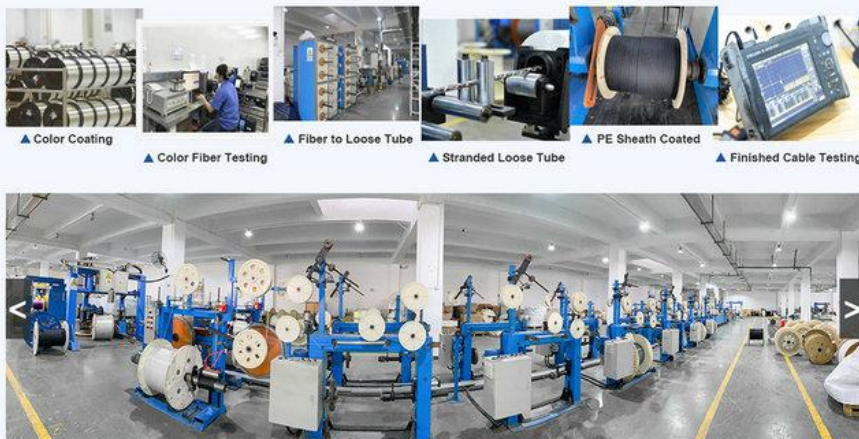 ▲ Color Coating
▲ Color Fiber Testing
▲ Fiber to Loose Tube
▲ Stranded Loose Tube
▲ PE Sheath Coated
▲ Finished Cable Testing